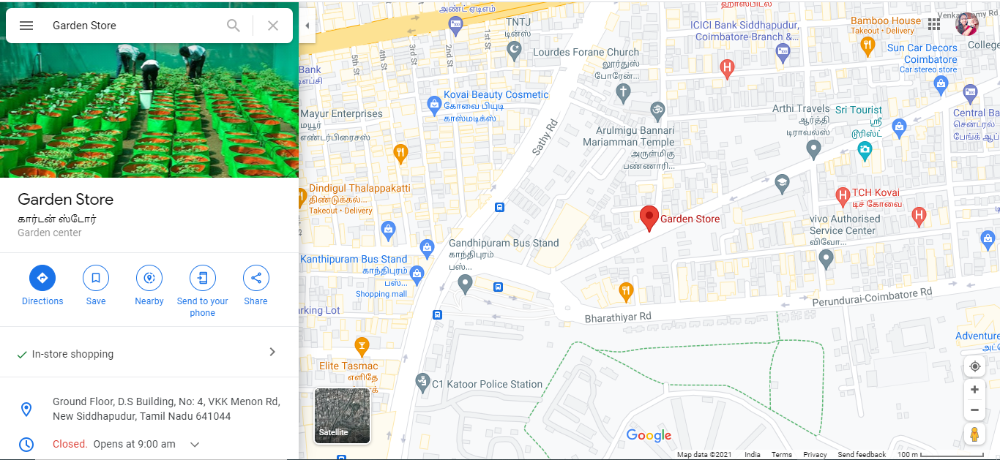 Garden Store
Garden Store
கார்டன் ஸ்டோர்
Garden center
Directions
Save
Nearby
Send to your
phone
Share
In-store shopping
Ground Floor, D.S Building, No: 4, VKK Menon Rd,
New Siddhapudur, Tamil Nadu 641044
Closed. Opens at 9:00 am
அண்ட் ஏடிஎம்
TNTJ
டின்ஸ்
ஹாஸ்பிடல்
ICICI Bank Siddhapudur,
Coimbatore-Branch &...
Bamboo House
Takeout • Delivery
Sun Car Decors
Coimbatore
Car stereo store
College
5th St
4th St
3rd St
2nd St
1st St
Lourdes Forane Church
லூர்துஸ்
போரேன்...
Bank
Kovai Beauty Cosmetic
கோவை பியுடி
காஸ்மடிக்ஸ்
Mayur Enterprises
மயூர்
எண்டர்பிரைசஸ்
Sathy Rd
Arulmigu Bannari
Mariamman Temple
அருள்மிகு
பண்ணாரி...
Arthi Travels
ஆர்த்தி
டிராவல்ஸ்
Sri Tourist
ஸ்ரீ
டூரிஸ்ட்
Central Ba
சென்ட்ரல்
பேங்க் ஆப்
Dindigul Thalappakatti
திண்டுக்கல்...
Takeout • Delivery
Garden Store
TCH Kovai
டிச் கோவை
vivo Authorised
Service Center
விவோ...
Gandhipuram Bus Stand
காந்திபுரம்
பஸ்...
Kanthipuram Bus Stand
காந்திபுரம்
பஸ்...
Shopping mall
arking Lot
Bharathiyar Rd
Perundurai-Coimbatore Rd
Elite Tasmac
எளிதே
C1 Katoor Police Station
Adventure
Satellite
Google
Map data ©2021 India Terms Privacy Send feedback 100 m